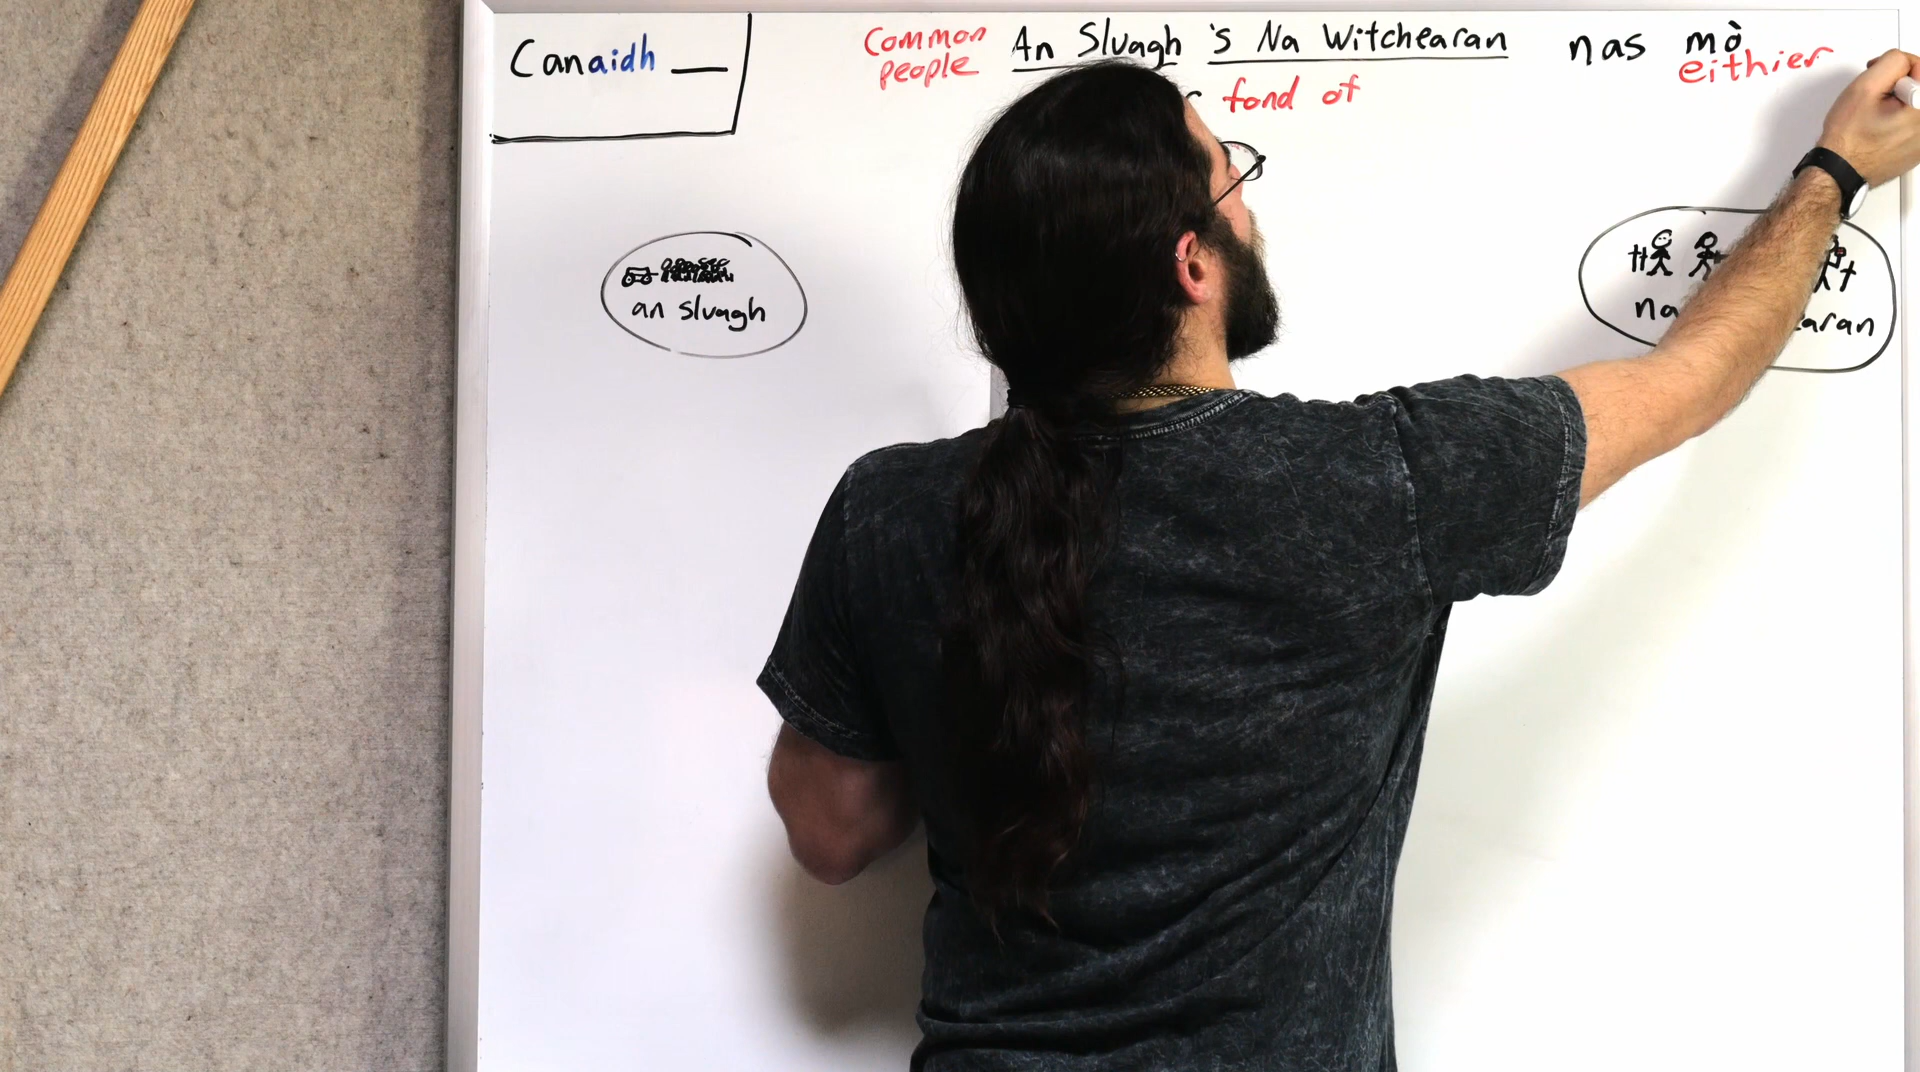 Canaidh
Common
people
An Sluagh 's Na Witchearan
nas mò
eithier
fond of
an sluagh